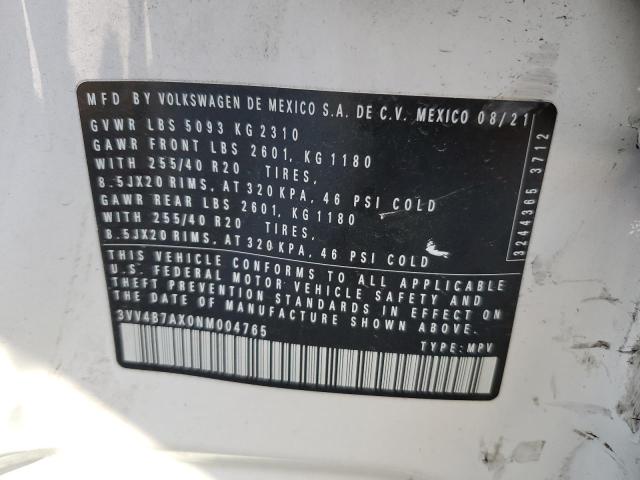 MFD BY VOLKSWAGEN DE MEXICO S.A. DE C.V. MEXICO 08/21
GVWR LBS 5093 KG 2310
GAWR FRONT LBS 2601, KG 1180
WITH 255/40 R20 TIRES,
8.5JX20 RIMS, AT 320 KPA, 46 PSI COLD
GAWR REAR LBS 2601, KG 1180
WITH 255/40 R20 TIRES,
8.5JX20 RIMS, AT 320 KPA, 46 PSI COLD
THIS VEHICLE CONFORMS TO ALL APPLICABLE
U.S. FEDERAL MOTOR VEHICLE SAFETY AND
THEFT PREVENTION STANDARDS IN EFFECT ON
THE DATE OF MANUFACTURE SHOWN ABOVE.
3VV4B7AX0NM004765
TYPE: MPV
3244365 3712